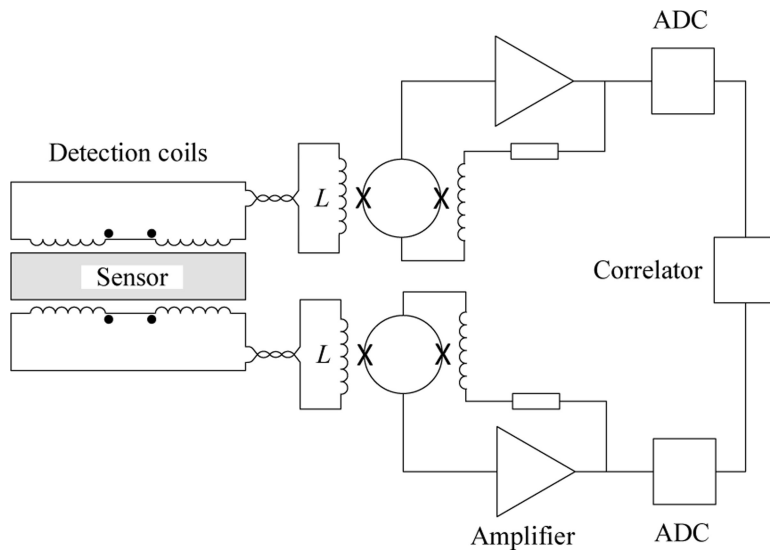 ADC
Detection coils
L
Sensor
Correlator
L
Amplifier
ADC